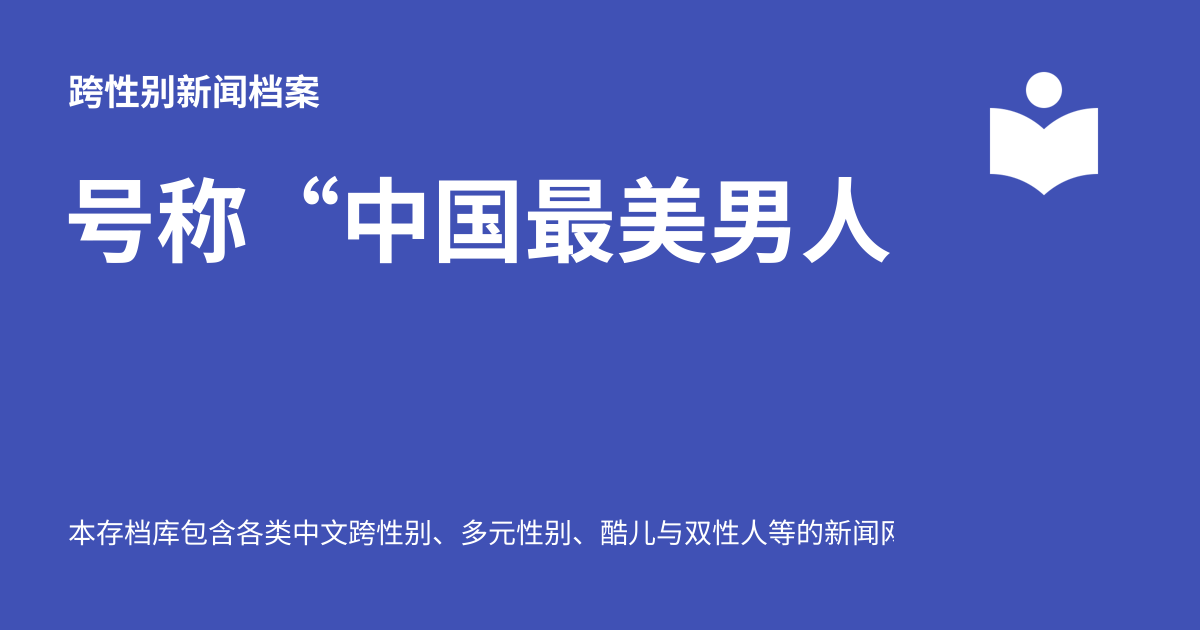 跨性别新闻档案
号称“中国最美男人
本存档库包含各类中文跨性别、多元性别、酷儿与双性人等的新闻